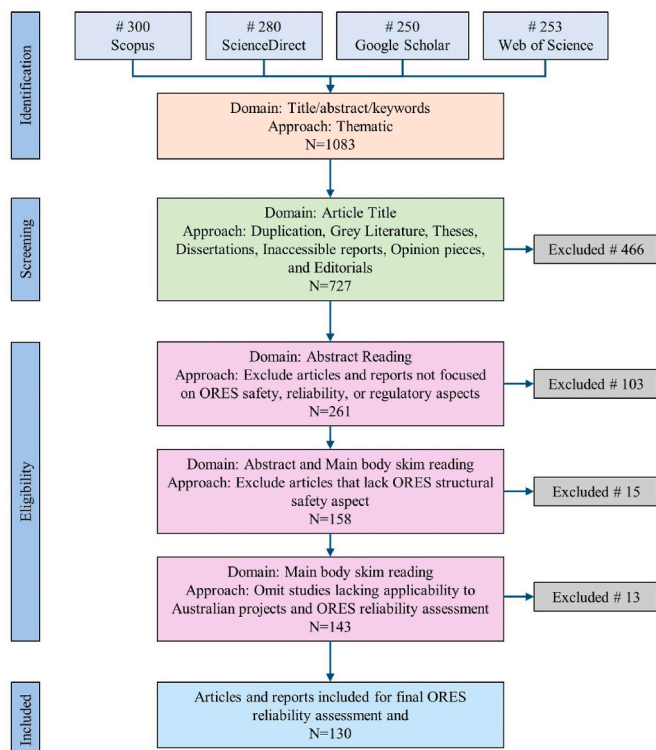 # 300
Scopus
# 280
ScienceDirect
# 250
Google Scholar
# 253
Web of Science
Identification
Domain: Title/abstract/keywords
Approach: Thematic
N=1083
Screening
Domain: Article Title
Approach: Duplication, Grey Literature, Theses,
Dissertations, Inaccessible reports, Opinion pieces,
and Editorials
N=727
Excluded # 466
Eligibility
Domain: Abstract Reading
Approach: Exclude articles and reports not focused
on ORES safety, reliability, or regulatory aspects
N=261
Excluded # 103
Domain: Abstract and Main body skim reading
Approach: Exclude articles that lack ORES structural
safety aspect
N=158
Excluded # 15
Domain: Main body skim reading
Approach: Omit studies lacking applicability to
Australian projects and ORES reliability assessment
N=143
Excluded # 13
Included
Articles and reports included for final ORES
reliability assessment and
N=130